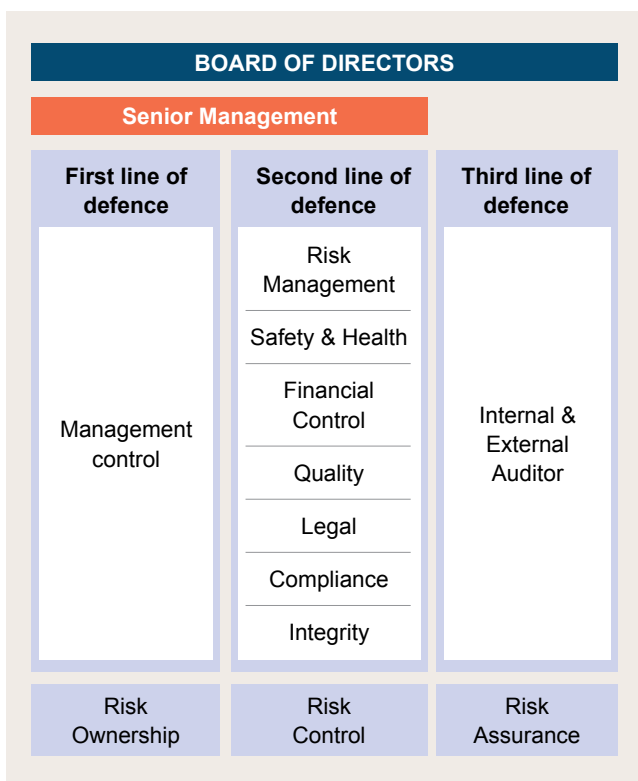 BOARD OF DIRECTORS
Senior Management
First line of
defence
Management
control
Risk
Ownership
Second line of
defence
Risk
Management
Safety & Health
Financial
Control
Quality
Legal
Compliance
Integrity
Risk
Control
Third line of
defence
Internal &
External
Auditor
Risk
Assurance